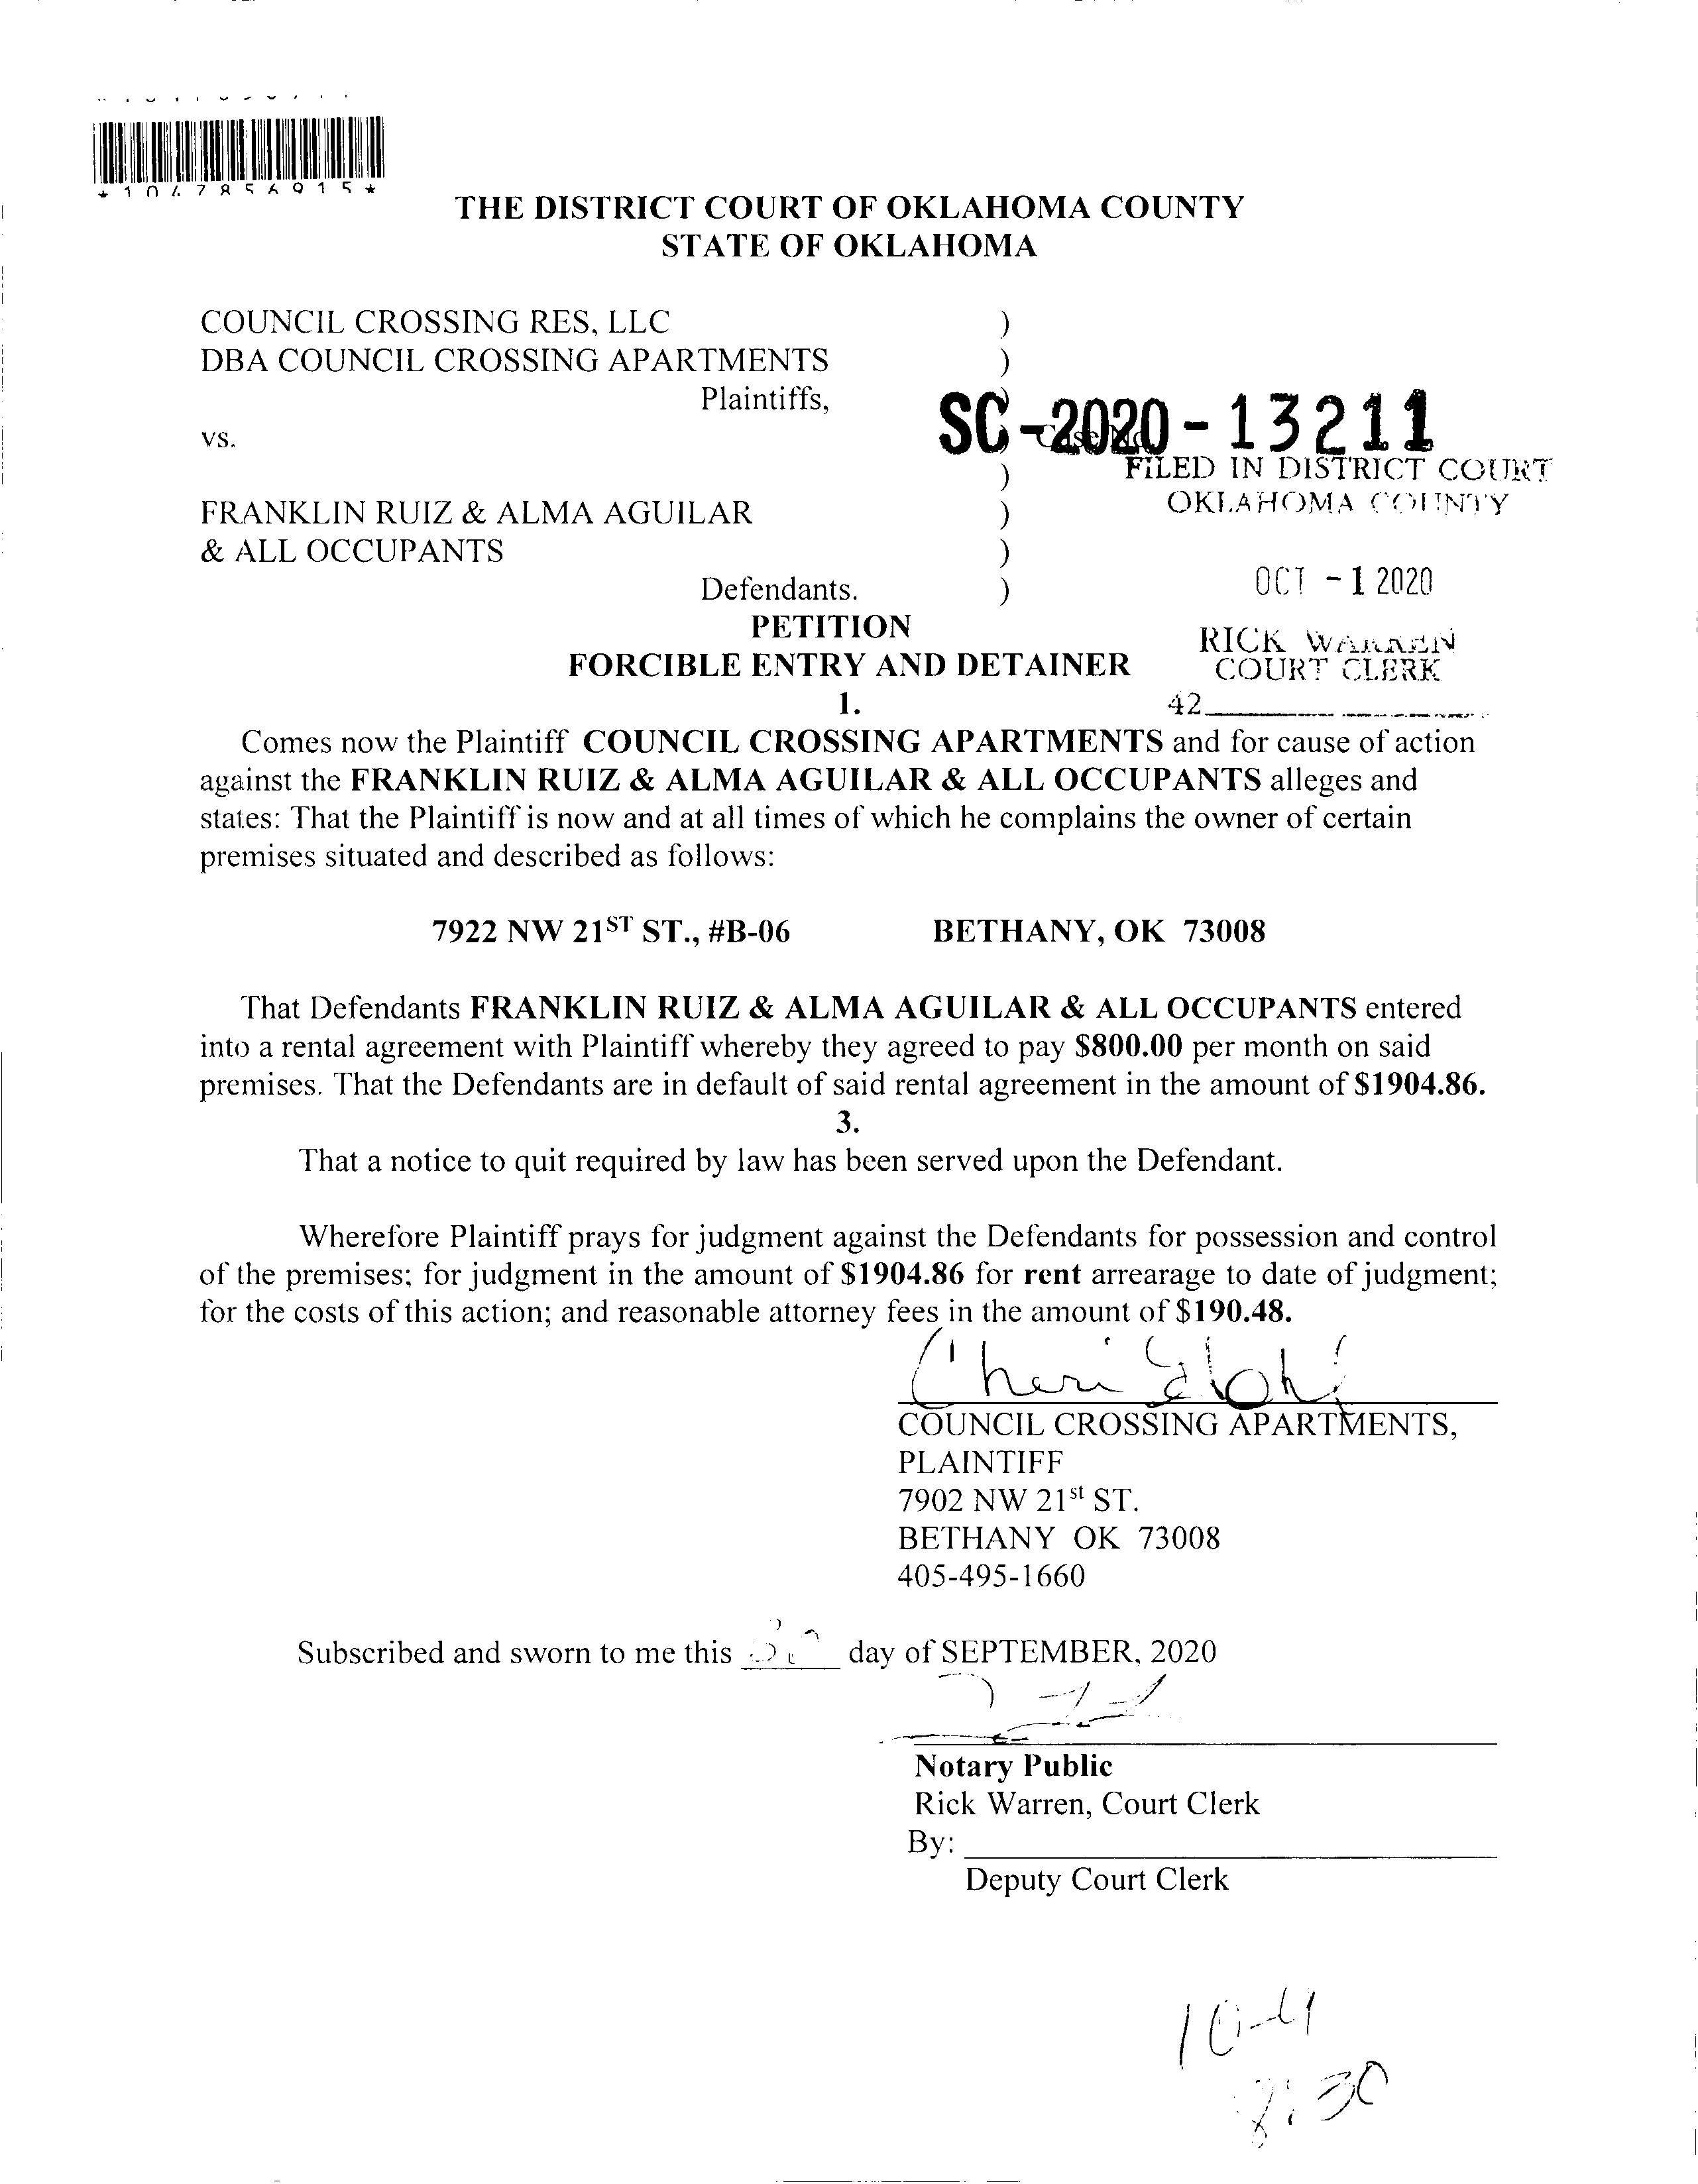 THE DISTRICT COURT OF OKLAHOMA COUNTY
STATE OF OKLAHOMA
COUNCIL CROSSING RES, LLC )
DBA COUNCIL CROSSING APARTMENTS )
Plaintiffs, )
vs. SC-2020-13211
Case No.
) FILED IN DISTRICT COURT
OKLAHOMA COUNTY
FRANKLIN RUIZ & ALMA AGUILAR )
& ALL OCCUPANTS )
OCT -1 2020
Defendants. )
PETITION
RICK WARREN
FORCIBLE ENTRY AND DETAINER
COURT CLERK
1.
42
Comes now the Plaintiff COUNCIL CROSSING APARTMENTS and for cause of action
against the FRANKLIN RUIZ & ALMA AGUILAR & ALL OCCUPANTS alleges and
states: That the Plaintiff is now and at all times of which he complains the owner of certain
premises situated and described as follows:
7922 NW 21ST ST., #B-06 BETHANY, OK 73008
That Defendants FRANKLIN RUIZ & ALMA AGUILAR & ALL OCCUPANTS entered
into a rental agreement with Plaintiff whereby they agreed to pay $800.00 per month on said
premises. That the Defendants are in default of said rental agreement in the amount of $1904.86.
3.
That a notice to quit required by law has been served upon the Defendant.
Wherefore Plaintiff prays for judgment against the Defendants for possession and control
of the premises; for judgment in the amount of $1904.86 for rent arrearage to date of judgment;
for the costs of this action; and reasonable attorney fees in the amount of $190.48.
Cheri
COUNCIL CROSSING APARTMENTS,
PLAINTIFF
7902 NW 21st ST.
BETHANY OK 73008
405-495-1660
Subscribed and sworn to me this day of SEPTEMBER, 2020
Notary Public
Rick Warren, Court Clerk
By:
Deputy Court Clerk
8:30